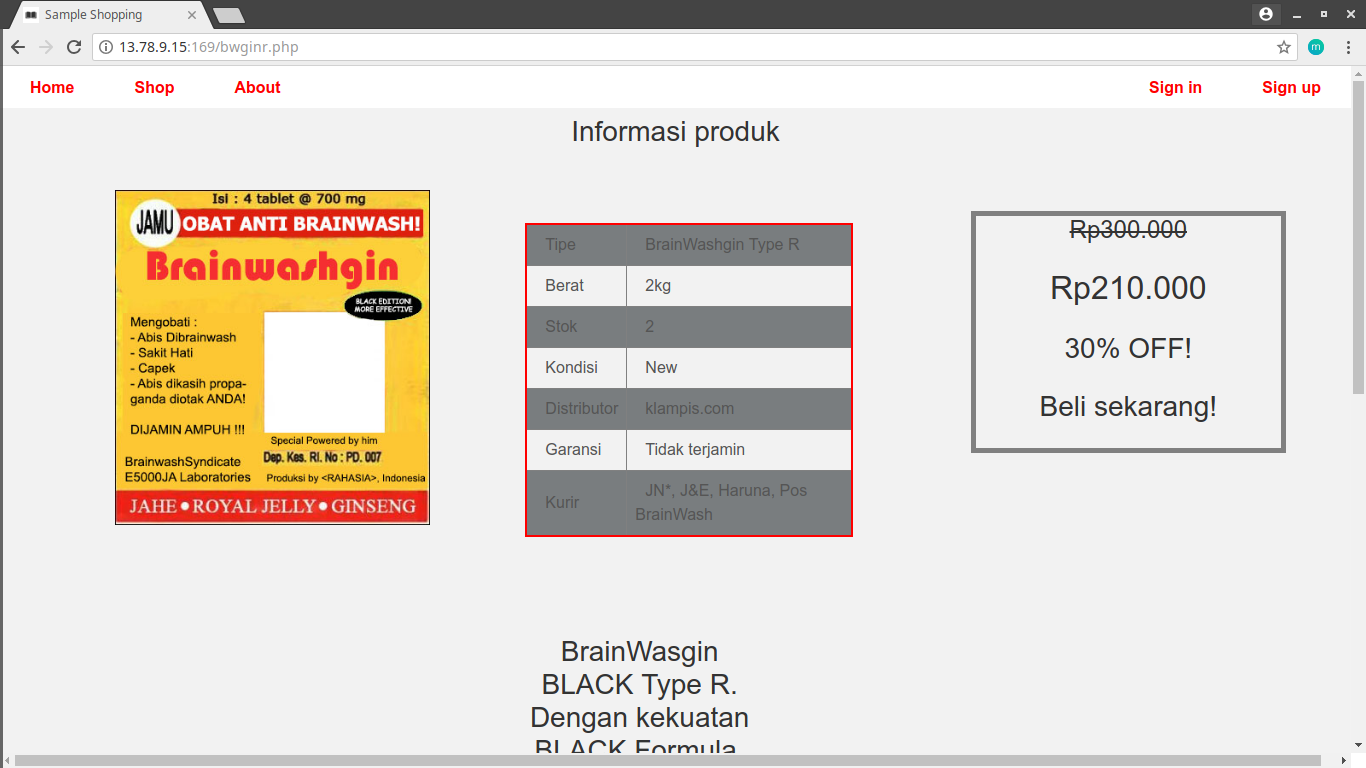 Sample Shopping
13.78.9.15:169/bwginr.php
m
Home Shop About Sign in Sign up
Informasi produk
Isi : 4 tablet @ 700 mg
JAMU OBAT ANTI BRAINWASH!
Brainwashgin
BLACK EDITION!
MORE EFFECTIVE
Mengobati :
- Abis Dibrainwash
- Sakit Hati
- Capek
- Abis dikasih propa-
ganda diotak ANDA!
DIJAMIN AMPUH !!!
Special Powered by him
BrainwashSyndicate
E5000JA Laboratories
Dep. Kes. RI. No : PD. 007
Produksi by <RAHASIA>, Indonesia
JAHE ● ROYAL JELLY ● GINSENG
Tipe BrainWashgin Type R
Berat 2kg
Stok 2
Kondisi New
Distributor klampis.com
Garansi Tidak terjamin
Kurir JN*, J&E, Haruna, Pos
BrainWash
Rp300.000
Rp210.000
30% OFF!
Beli sekarang!
BrainWasgin
BLACK Type R.
Dengan kekuatan
BLACK Formula